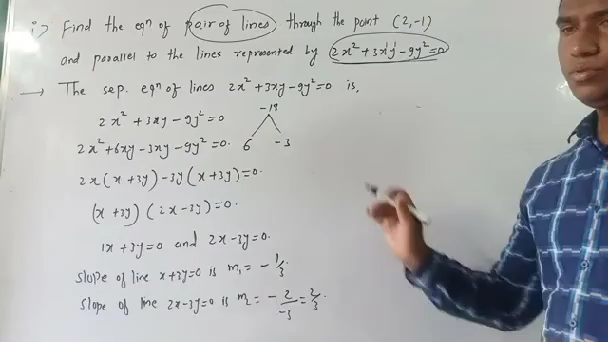 i:> Find the eqn of pair of lines through the point (2,-1)
and parallel to the lines represented by 2x²+3xy-9y²=0
→ The sep. eqn of lines 2x²+3xy-9y²=0 is,
2x²+3xy-9y²=0
-18
2x²+6xy-3xy-9y²=0.
6 -3
2x(x+3y)-3y(x+3y)=0.
(x+3y)(2x-3y)=0.
1x+3y=0 and 2x-3y=0.
slope of line x+3y=0 is m₁ = -1/3.
slope of line 2x-3y=0 is m₂ = -2/-3 = 2/3.